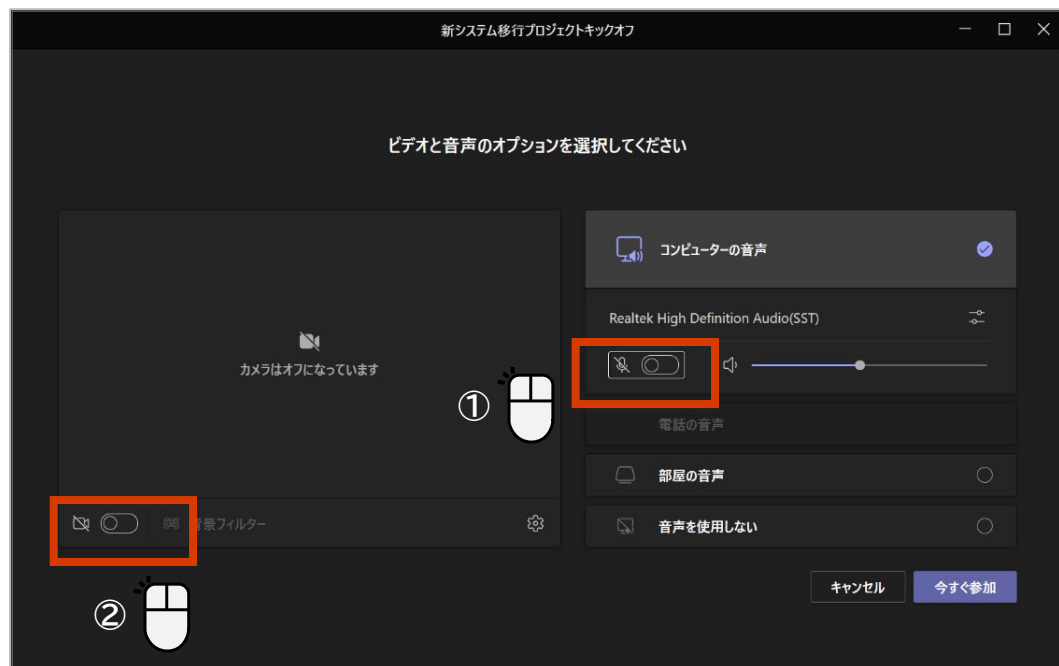 新システム移行プロジェクトキックオフ
ビデオと音声のオプションを選択してください
コンピューターの音声
Realtek High Definition Audio(SST)
カメラはオフになっています
①
電話の音声
部屋の音声
背景フィルター
音声を使用しない
キャンセル
今すぐ参加
②